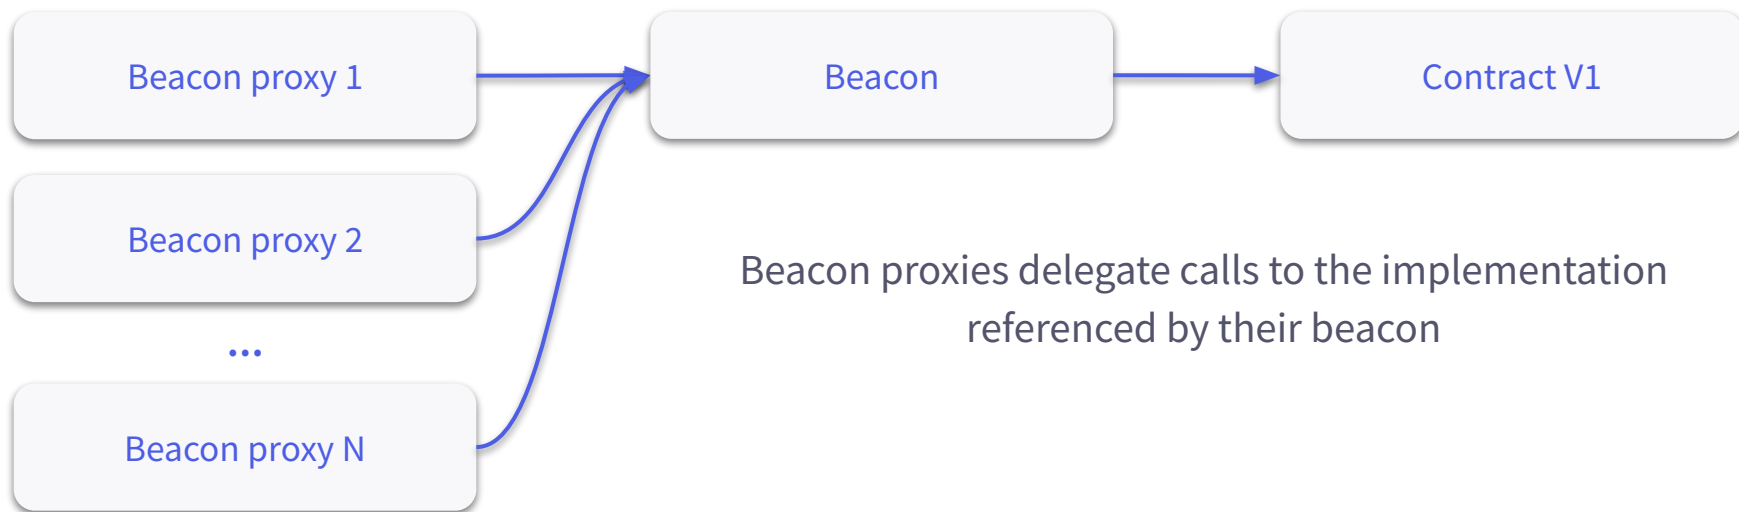 Beacon proxy 1
Beacon
Contract V1
Beacon proxy 2
Beacon proxies delegate calls to the implementation
referenced by their beacon
...
Beacon proxy N